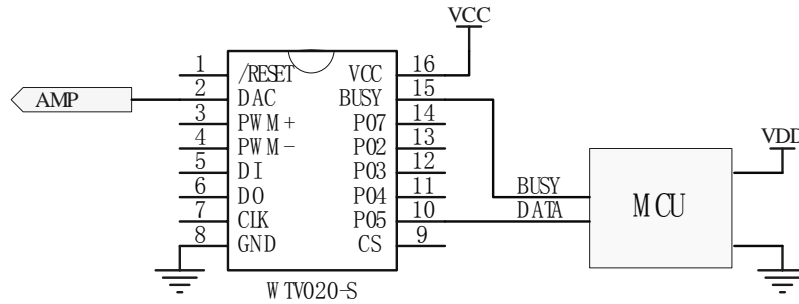 VCC
1 /RESET VCC 16
AMP 2 DAC BUSY 15
3 PWM+ P07 14
4 PWM- P02 13
VDD
5 DI P03 12
6 DO P04 11 BUSY
MCU
7 CLK P05 10 DATA
8 GND CS 9
WTV020-S